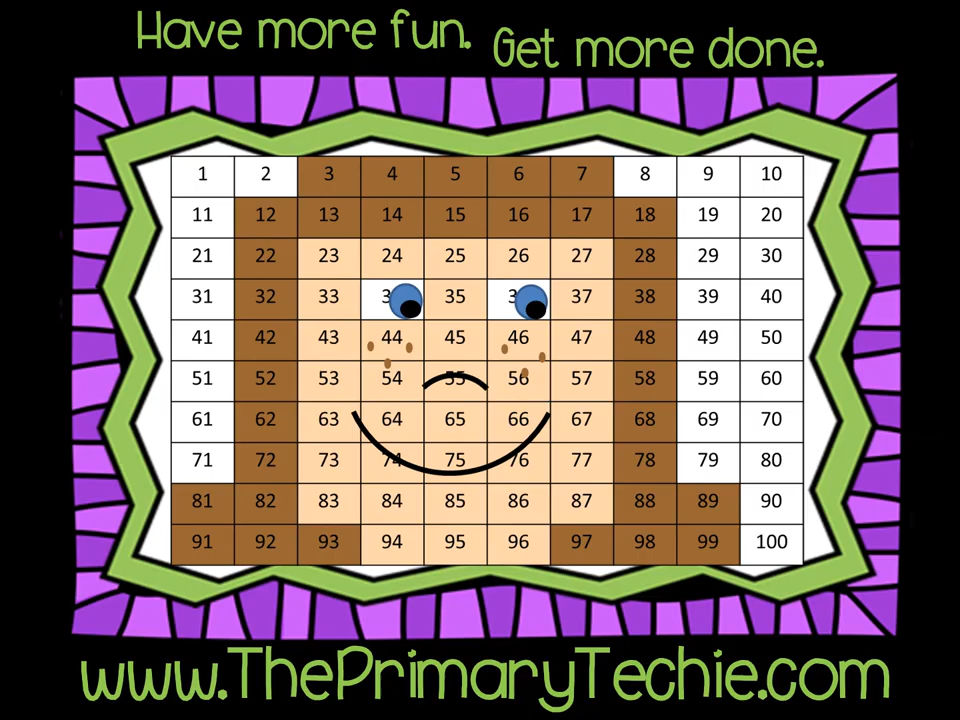 Have more fun. Get more done.
1 2 3 4 5 6 7 8 9 10
11 12 13 14 15 16 17 18 19 20
21 22 23 24 25 26 27 28 29 30
31 32 33 35 37 38 39 40
41 42 43 44 45 46 47 48 49 50
51 52 53 54 55 56 57 58 59 60
61 62 63 64 65 66 67 68 69 70
71 72 73 74 75 76 77 78 79 80
81 82 83 84 85 86 87 88 89 90
91 92 93 94 95 96 97 98 99 100
www.ThePrimaryTechie.com